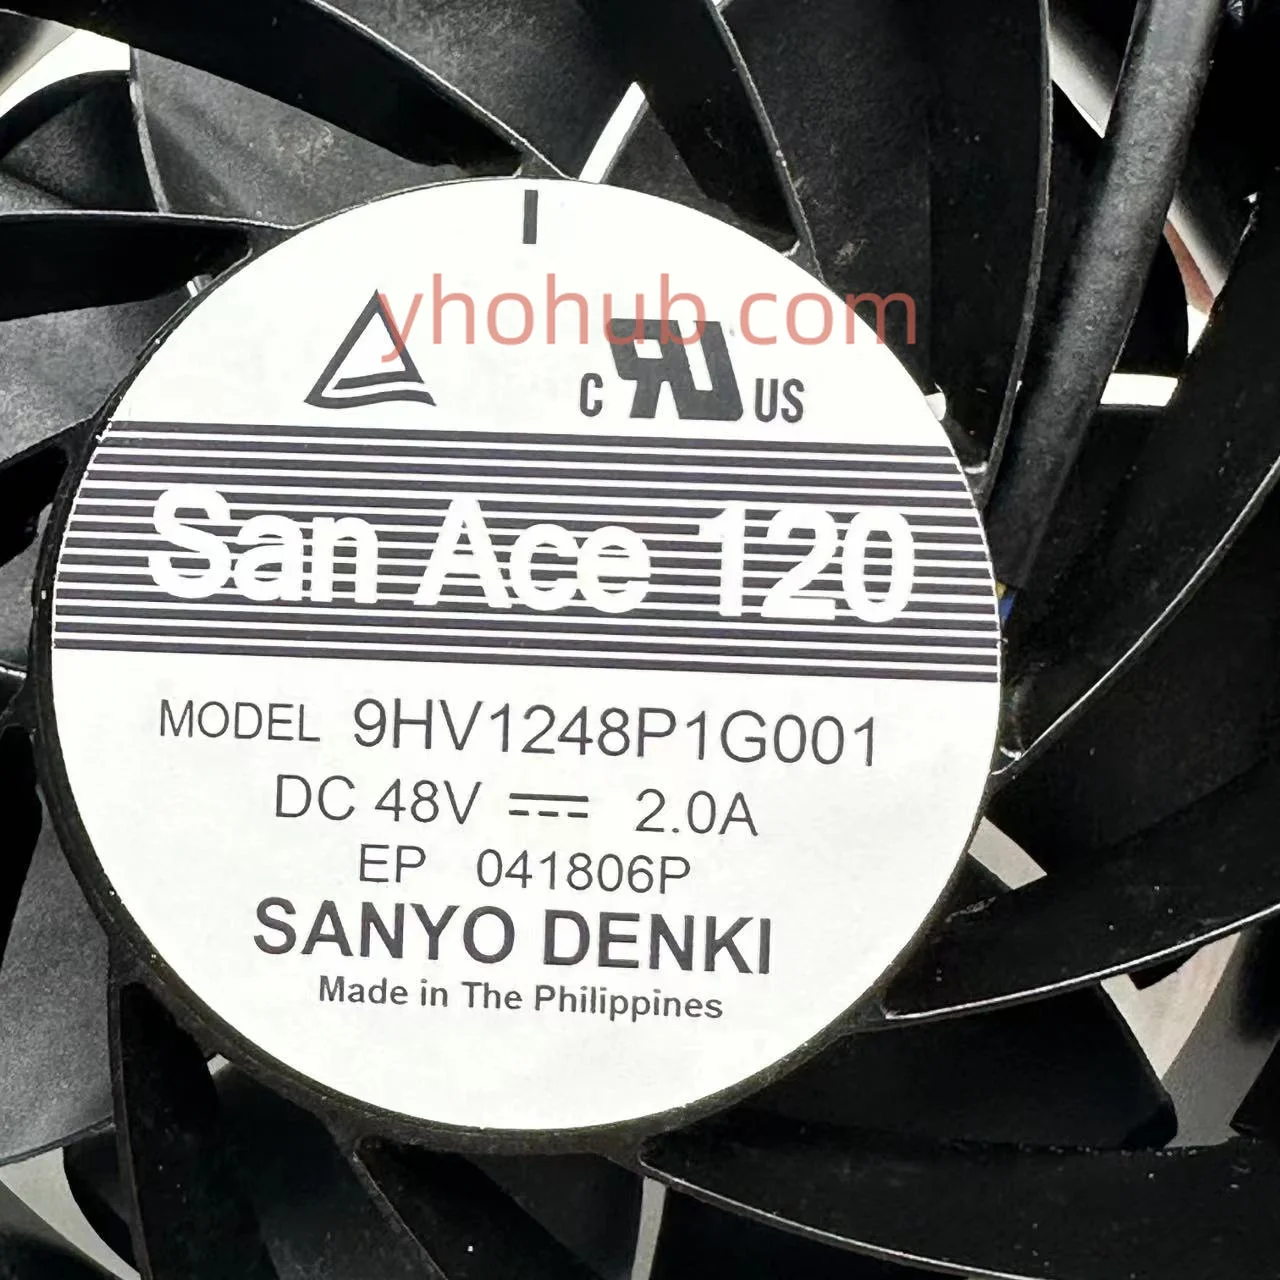 yhohub.com
C RU US
San Ace 120
MODEL 9HV1248P1G001
DC 48V ⎓ 2.0A
EP 041806P
SANYO DENKI
Made in The Philippines